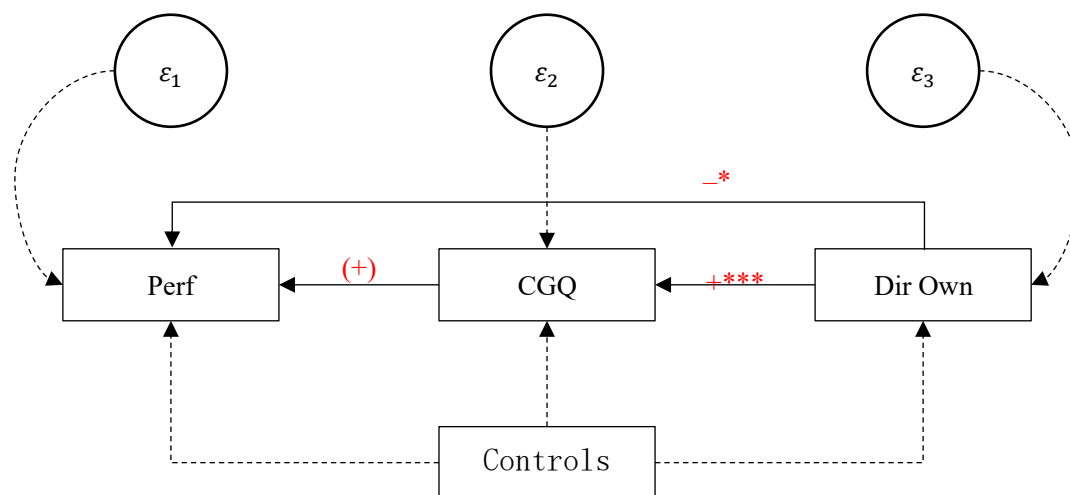 ε₁
ε₂
ε₃
–*
Perf
(+)
CGQ
+***
Dir Own
Controls